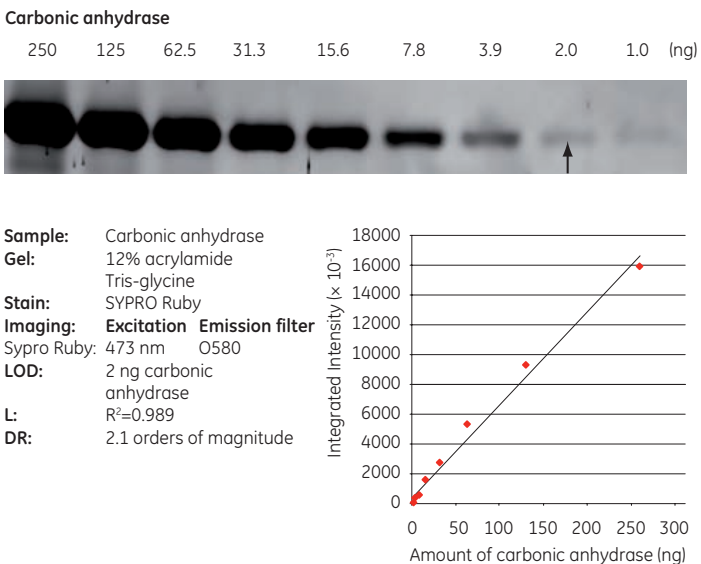 Carbonic anhydrase
250 125 62.5 31.3 15.6 7.8 3.9 2.0 1.0 (ng)
Sample: Carbonic anhydrase
Gel: 12% acrylamide
Tris-glycine
Stain: SYPRO Ruby
Imaging: Excitation Emission filter
Sypro Ruby: 473 nm O580
LOD: 2 ng carbonic
anhydrase
L: R²=0.989
DR: 2.1 orders of magnitude
Integrated Intensity (× 10⁻³)
18000
16000
14000
12000
10000
8000
6000
4000
2000
0
0 50 100 150 200 250 300
Amount of carbonic anhydrase (ng)